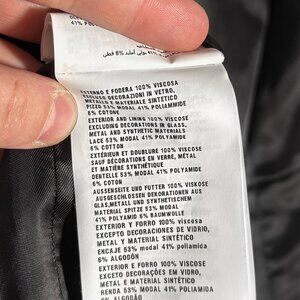 41% POLYAMIDE
ESTERNO E FODERA 100% VISCOSA
ESCLUSO DECORAZIONI IN VETRO,
METALLO E MATERIALE SINTETICO
PIZZO 53% MODAL 41% POLIAMMIDE
6% COTONE
EXTERIOR AND LINING 100% VISCOSE
EXCLUDING DECORATIONS IN GLASS,
METAL AND SYNTHETIC MATERIALS
LACE 53% MODAL 41% POLYAMIDE
6% COTTON
EXTÉRIEUR ET DOUBLURE 100% VISCOSE
SAUF DÉCORATIONS EN VERRE, MÉTAL
ET MATIÈRE SYNTHÉTIQUE
DENTELLE 53% MODAL 41% POLYAMIDE
6% COTON
AUSSENSEITE UND FUTTER 100% VISKOSE
AUSGESCHLOSSEN DEKORATIONEN AUS
GLAS, METALL UND SYNTHETISCHEM
MATERIAL SPITZE 53% MODAL 41%
POLYAMID 6% BAUMWOLLE
EXTERIOR Y FORRO 100% viscosa
EXCEPTO DECORACIONES DE VIDRIO,
METAL Y MATERIAL SINTÉTICO
ENCAJE 53% MODAL 41% poliamica
6% ALGODÓN
EXTERIOR E FORRO 100% VISCOSE
EXCETO DECORAÇÕES EM VIDRO,
METAL E MATERIAL SINTÉTICO
RENDA 53% MODAL 41% POLIAMIDA
6% ALGODÃO